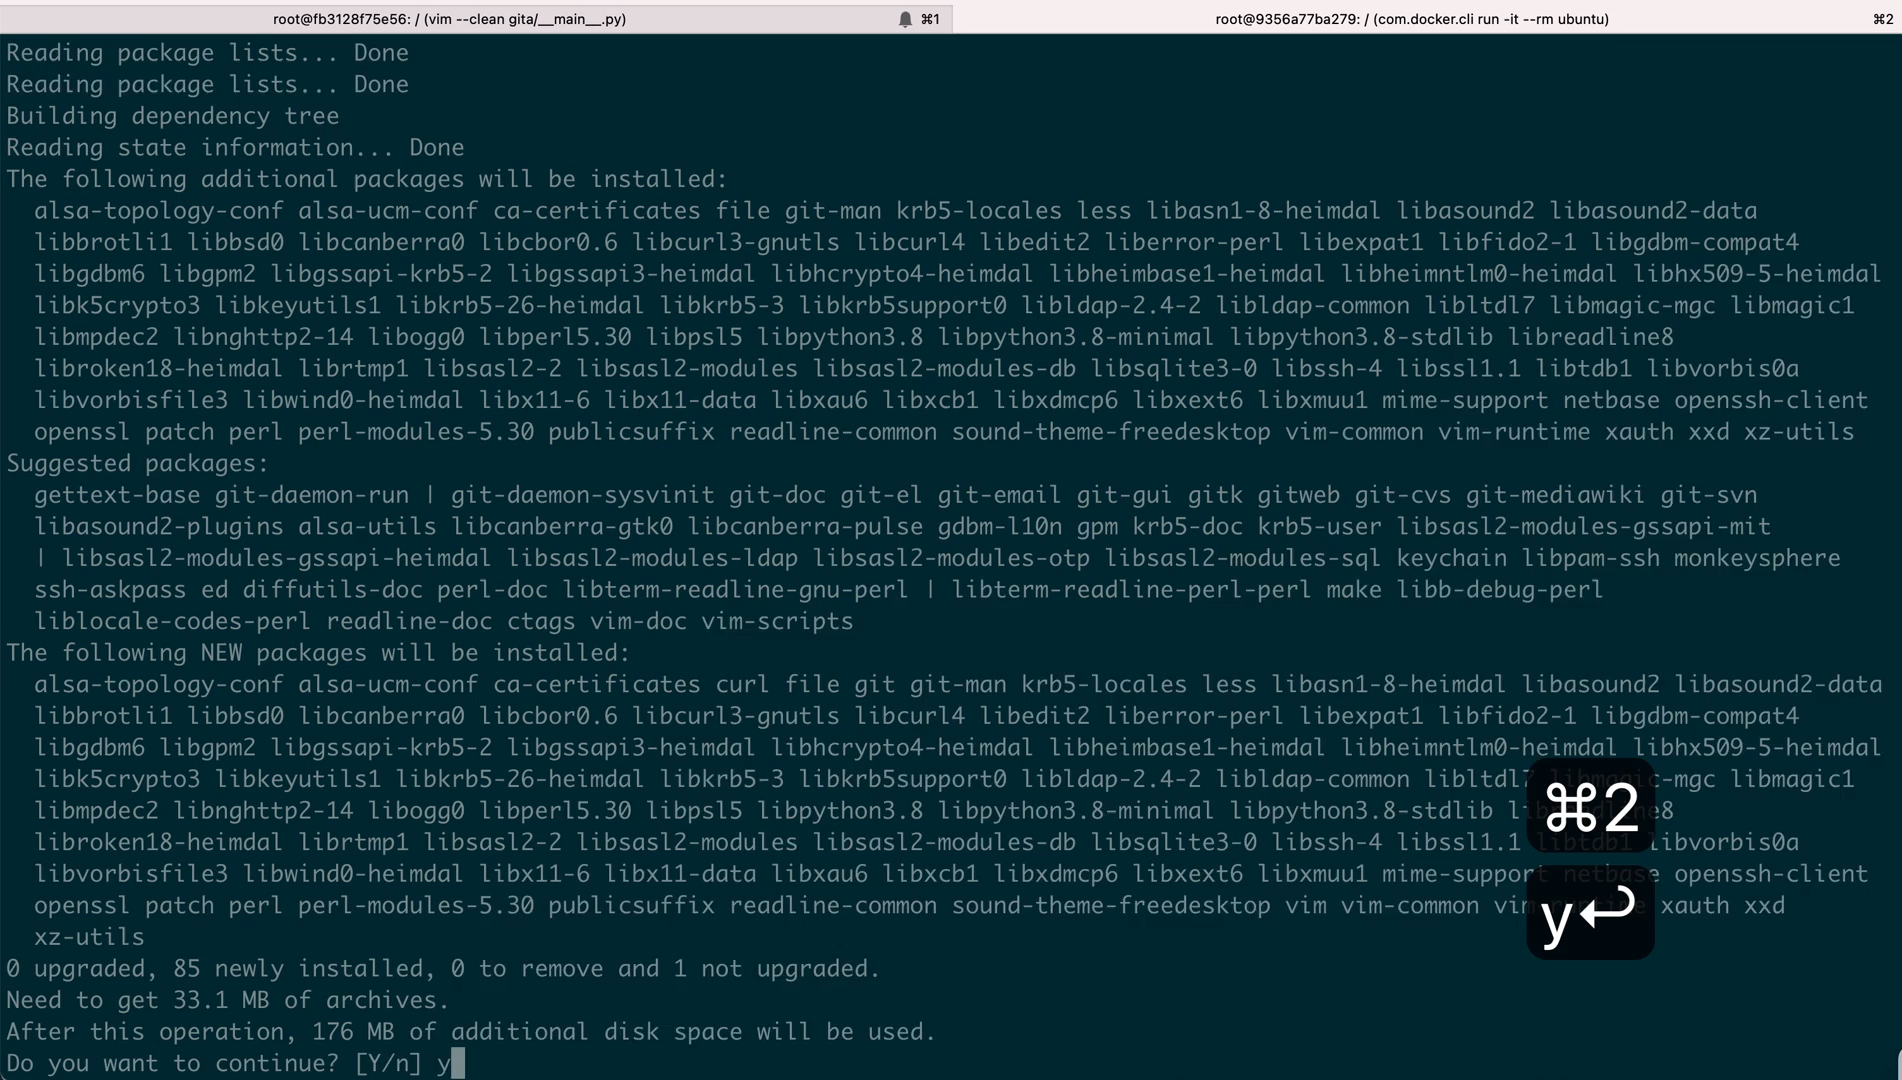 root@fb3128f75e56: / (vim --clean gita/__main__.py) ⌘1 root@9356a77ba279: / (com.docker.cli run -it --rm ubuntu) ⌘2
Reading package lists... Done
Reading package lists... Done
Building dependency tree
Reading state information... Done
The following additional packages will be installed:
alsa-topology-conf alsa-ucm-conf ca-certificates file git-man krb5-locales less libasn1-8-heimdal libasound2 libasound2-data
libbrotli1 libbsd0 libcanberra0 libcbor0.6 libcurl3-gnutls libcurl4 libedit2 liberror-perl libexpat1 libfido2-1 libgdbm-compat4
libgdbm6 libgpm2 libgssapi-krb5-2 libgssapi3-heimdal libhcrypto4-heimdal libheimbase1-heimdal libheimntlm0-heimdal libhx509-5-heimdal
libk5crypto3 libkeyutils1 libkrb5-26-heimdal libkrb5-3 libkrb5support0 libldap-2.4-2 libldap-common libltdl7 libmagic-mgc libmagic1
libmpdec2 libnghttp2-14 libogg0 libperl5.30 libpsl5 libpython3.8 libpython3.8-minimal libpython3.8-stdlib libreadline8
libroken18-heimdal librtmp1 libsasl2-2 libsasl2-modules libsasl2-modules-db libsqlite3-0 libssh-4 libssl1.1 libtdb1 libvorbis0a
libvorbisfile3 libwind0-heimdal libx11-6 libx11-data libxau6 libxcb1 libxdmcp6 libxext6 libxmuu1 mime-support netbase openssh-client
openssl patch perl perl-modules-5.30 publicsuffix readline-common sound-theme-freedesktop vim-common vim-runtime xauth xxd xz-utils
Suggested packages:
gettext-base git-daemon-run | git-daemon-sysvinit git-doc git-el git-email git-gui gitk gitweb git-cvs git-mediawiki git-svn
libasound2-plugins alsa-utils libcanberra-gtk0 libcanberra-pulse gdbm-l10n gpm krb5-doc krb5-user libsasl2-modules-gssapi-mit
| libsasl2-modules-gssapi-heimdal libsasl2-modules-ldap libsasl2-modules-otp libsasl2-modules-sql keychain libpam-ssh monkeysphere
ssh-askpass ed diffutils-doc perl-doc libterm-readline-gnu-perl | libterm-readline-perl-perl make libb-debug-perl
liblocale-codes-perl readline-doc ctags vim-doc vim-scripts
The following NEW packages will be installed:
alsa-topology-conf alsa-ucm-conf ca-certificates curl file git git-man krb5-locales less libasn1-8-heimdal libasound2 libasound2-data
libbrotli1 libbsd0 libcanberra0 libcbor0.6 libcurl3-gnutls libcurl4 libedit2 liberror-perl libexpat1 libfido2-1 libgdbm-compat4
libgdbm6 libgpm2 libgssapi-krb5-2 libgssapi3-heimdal libhcrypto4-heimdal libheimbase1-heimdal libheimntlm0-heimdal libhx509-5-heimdal
libk5crypto3 libkeyutils1 libkrb5-26-heimdal libkrb5-3 libkrb5support0 libldap-2.4-2 libldap-common libltdl7 libmagic-mgc libmagic1
libmpdec2 libnghttp2-14 libogg0 libperl5.30 libpsl5 libpython3.8 libpython3.8-minimal libpython3.8-stdlib libreadline8
⌘2
libroken18-heimdal librtmp1 libsasl2-2 libsasl2-modules libsasl2-modules-db libsqlite3-0 libssh-4 libssl1.1 libtdb1 libvorbis0a
libvorbisfile3 libwind0-heimdal libx11-6 libx11-data libxau6 libxcb1 libxdmcp6 libxext6 libxmuu1 mime-support netbase openssh-client
openssl patch perl perl-modules-5.30 publicsuffix readline-common sound-theme-freedesktop vim vim-common vim-runtime xauth xxd
y↩
xz-utils
0 upgraded, 85 newly installed, 0 to remove and 1 not upgraded.
Need to get 33.1 MB of archives.
After this operation, 176 MB of additional disk space will be used.
Do you want to continue? [Y/n] y